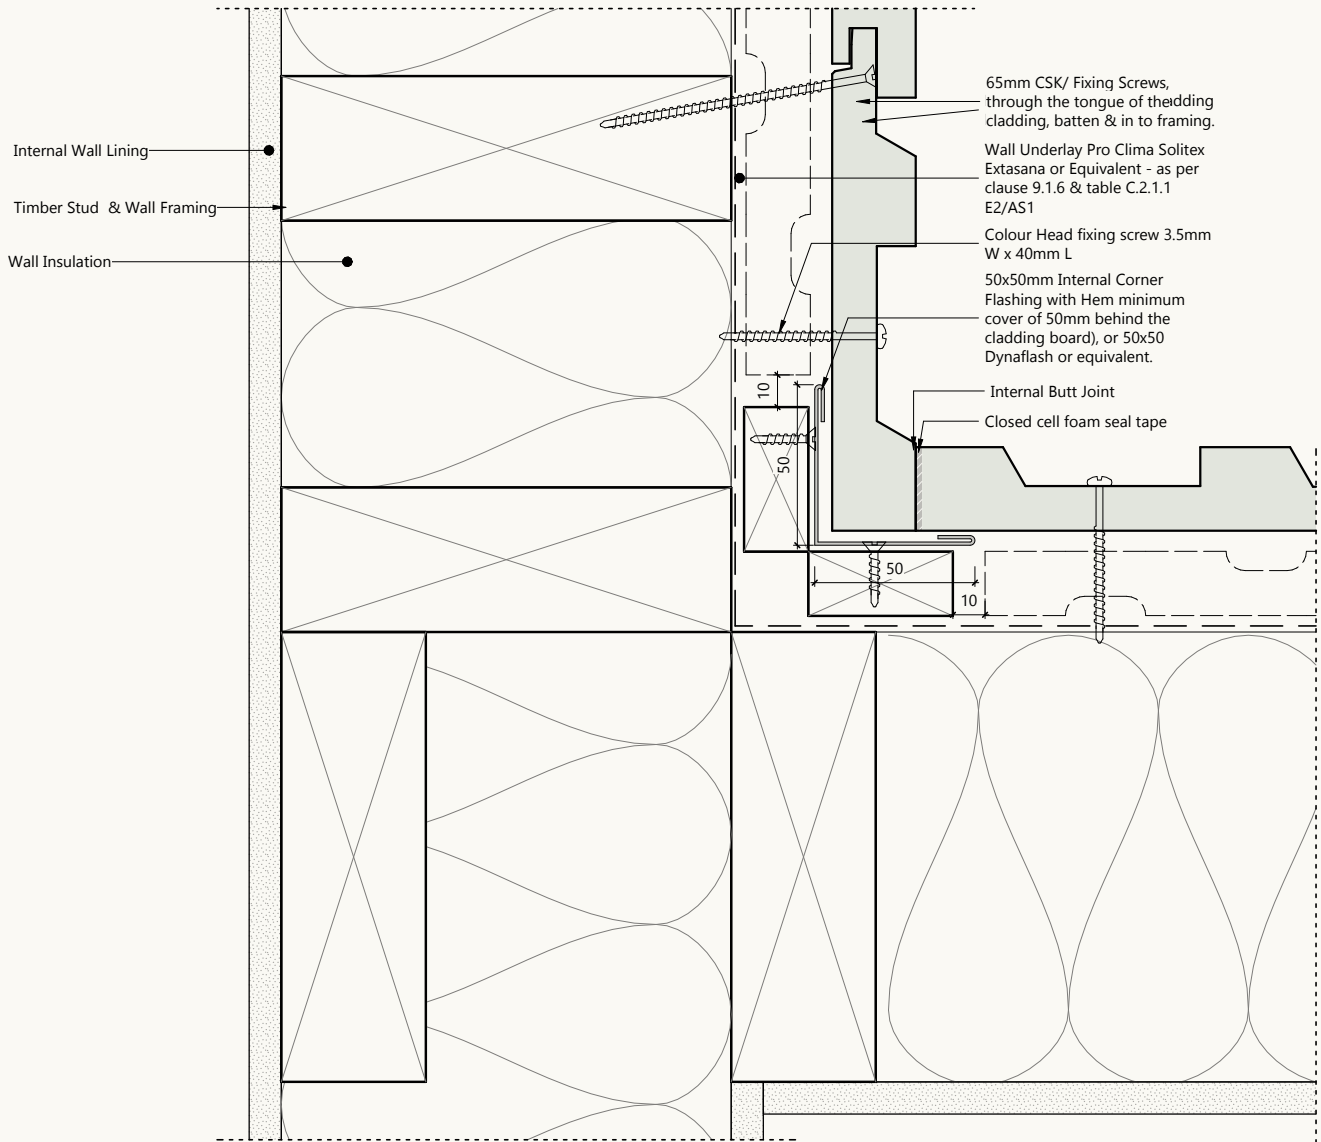 Internal Wall Lining
Timber Stud & Wall Framing
Wall Insulation
65mm CSK/ Fixing Screws,
through the tongue of the
cladding, batten & in to framing.
Wall Underlay Pro Clima Solitex
Extasana or Equivalent - as per
clause 9.1.6 & table C.2.1.1
E2/AS1
Colour Head fixing screw 3.5mm
W x 40mm L
50x50mm Internal Corner
Flashing with Hem minimum
cover of 50mm behind the
cladding board), or 50x50
Dynaflash or equivalent.
Internal Butt Joint
Closed cell foam seal tape
10
50
50
10